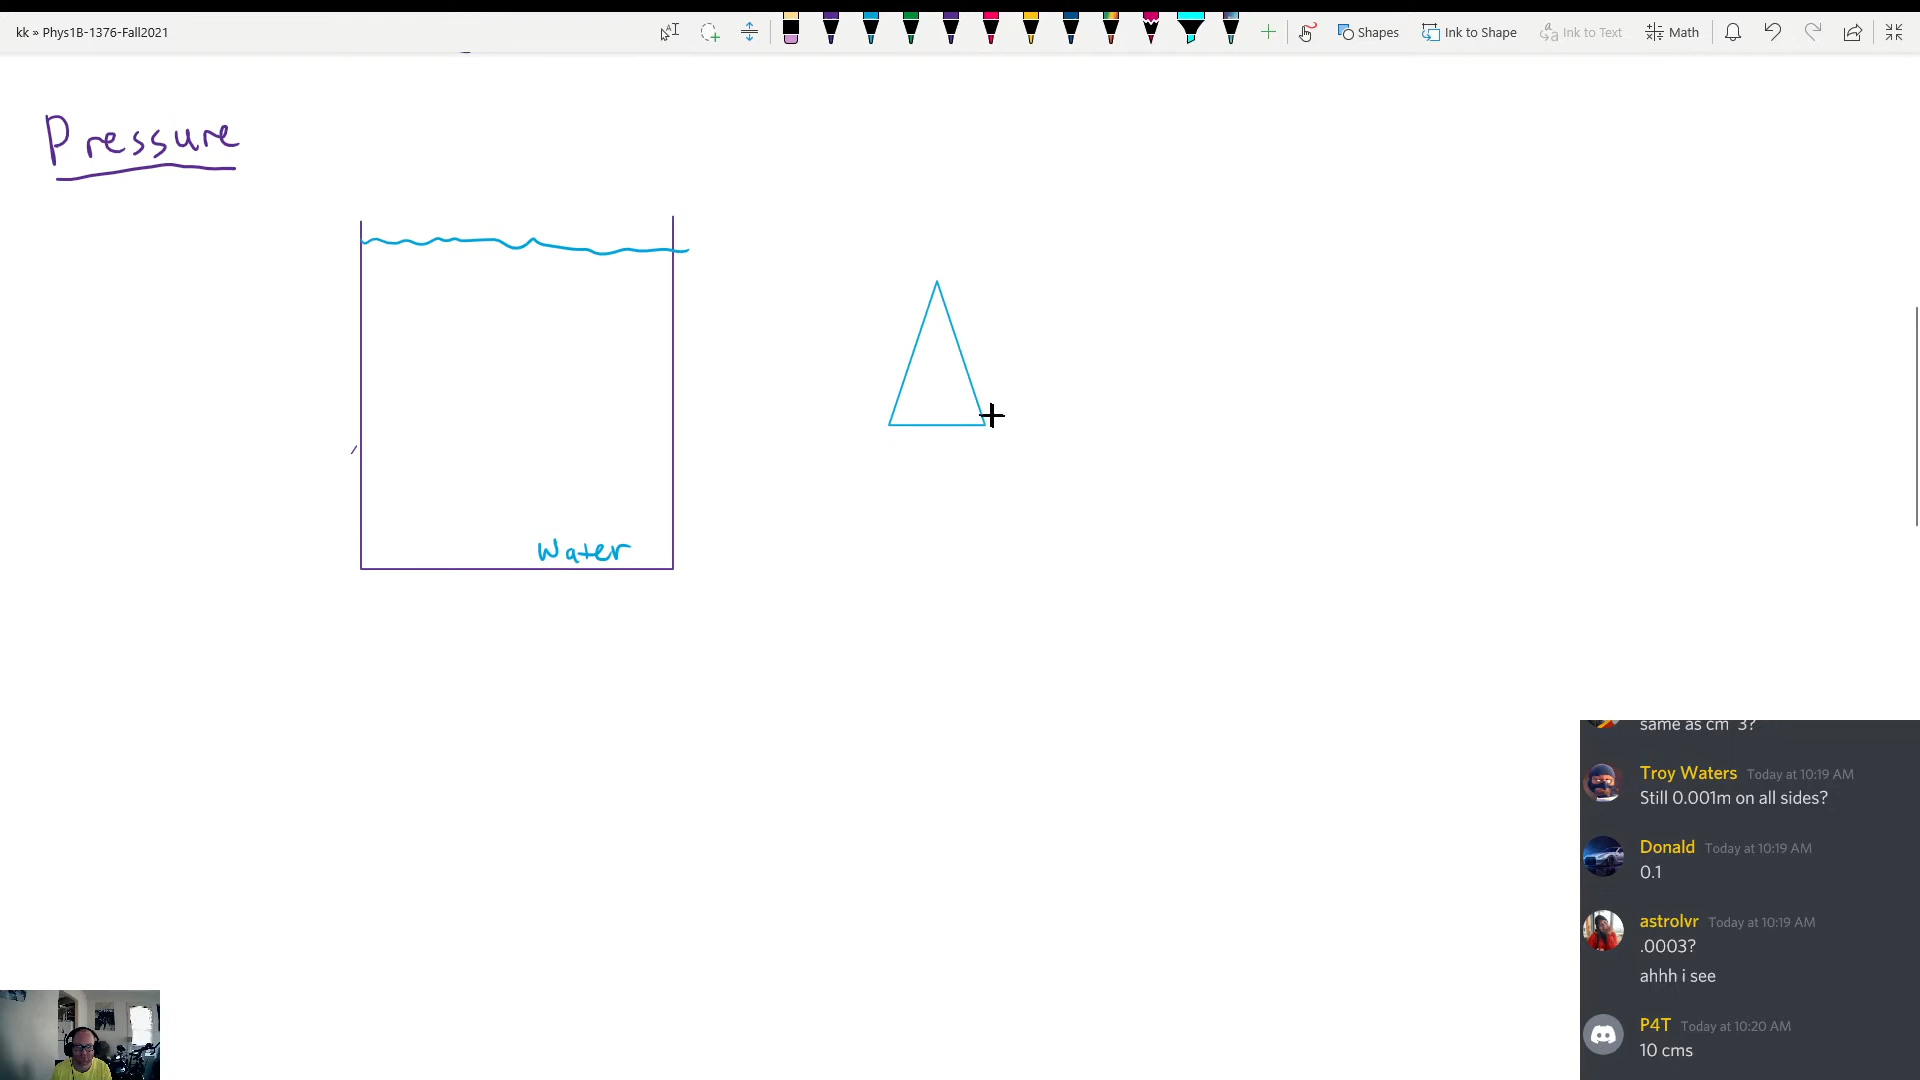 kk » Phys1B-1376-Fall2021
Shapes
Ink to Shape
Ink to Text
Math
Pressure
Water
same as cm 3?
Troy Waters Today at 10:19 AM
Still 0.001m on all sides?
Donald Today at 10:19 AM
0.1
astrolvr Today at 10:19 AM
.0003?
ahhh i see
P4T Today at 10:20 AM
10 cms